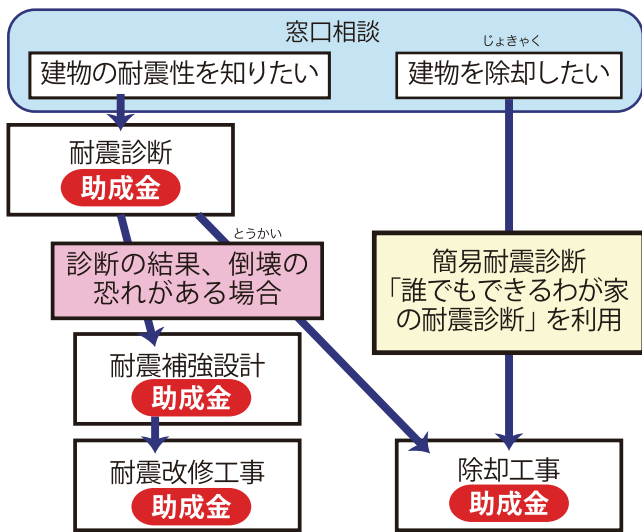 窓口相談
建物の耐震性を知りたい
じょきゃく
建物を除却したい
耐震診断
助成金
とうかい
診断の結果、倒壊の
恐れがある場合
簡易耐震診断
「誰でもできるわが家
の耐震診断」を利用
耐震補強設計
助成金
耐震改修工事
助成金
除却工事
助成金